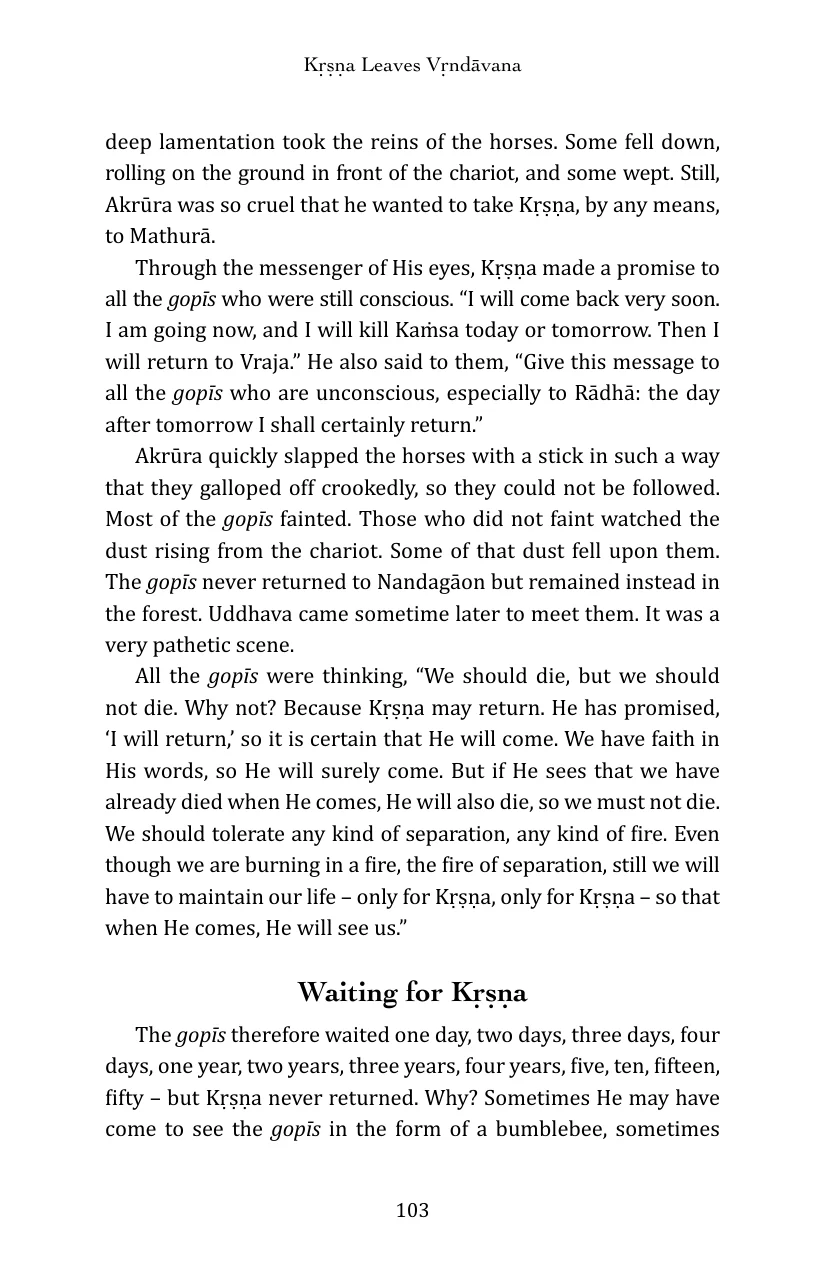 Kṛṣṇa Leaves Vṛndāvana
deep lamentation took the reins of the horses. Some fell down,
rolling on the ground in front of the chariot, and some wept. Still,
Akrūra was so cruel that he wanted to take Kṛṣṇa, by any means,
to Mathurā.
Through the messenger of His eyes, Kṛṣṇa made a promise to
all the gopīs who were still conscious. “I will come back very soon.
I am going now, and I will kill Kaṁsa today or tomorrow. Then I
will return to Vraja.” He also said to them, “Give this message to
all the gopīs who are unconscious, especially to Rādhā: the day
after tomorrow I shall certainly return.”
Akrūra quickly slapped the horses with a stick in such a way
that they galloped off crookedly, so they could not be followed.
Most of the gopīs fainted. Those who did not faint watched the
dust rising from the chariot. Some of that dust fell upon them.
The gopīs never returned to Nandagāon but remained instead in
the forest. Uddhava came sometime later to meet them. It was a
very pathetic scene.
All the gopīs were thinking, “We should die, but we should
not die. Why not? Because Kṛṣṇa may return. He has promised,
‘I will return,’ so it is certain that He will come. We have faith in
His words, so He will surely come. But if He sees that we have
already died when He comes, He will also die, so we must not die.
We should tolerate any kind of separation, any kind of fire. Even
though we are burning in a fire, the fire of separation, still we will
have to maintain our life – only for Kṛṣṇa, only for Kṛṣṇa – so that
when He comes, He will see us.”
Waiting for Kṛṣṇa
The gopīs therefore waited one day, two days, three days, four
days, one year, two years, three years, four years, five, ten, fifteen,
fifty – but Kṛṣṇa never returned. Why? Sometimes He may have
come to see the gopīs in the form of a bumblebee, sometimes
103